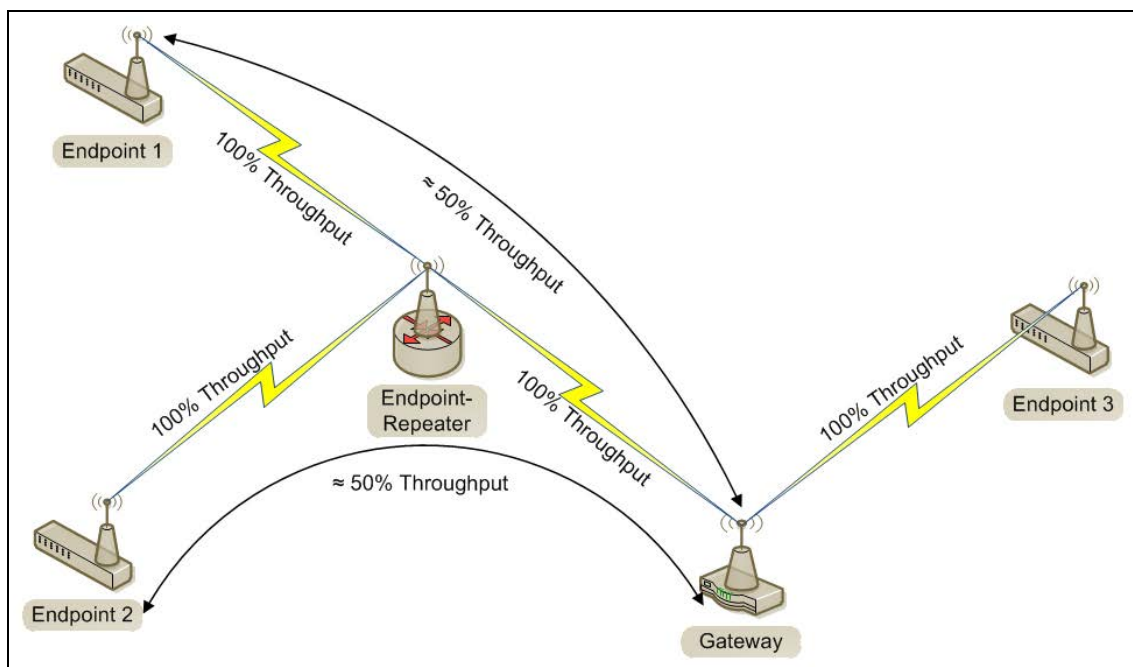 Endpoint 1
100% Throughput
≈ 50% Throughput
100% Throughput
Endpoint-
Repeater
100% Throughput
100% Throughput
Endpoint 3
≈ 50% Throughput
Endpoint 2
Gateway